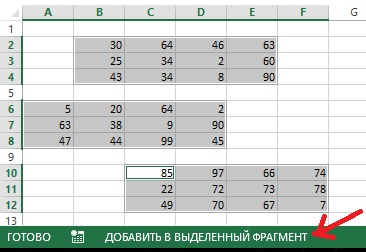 A B C D E F G
1
2 30 64 46 63
3 25 34 2 60
4 43 34 8 90
5
6 5 20 64 2
7 63 38 9 90
8 47 44 99 45
9
10 85 97 66 74
11 22 72 73 78
12 49 70 67 7
13
ГОТОВО ДОБАВИТЬ В ВЫДЕЛЕННЫЙ ФРАГМЕНТ